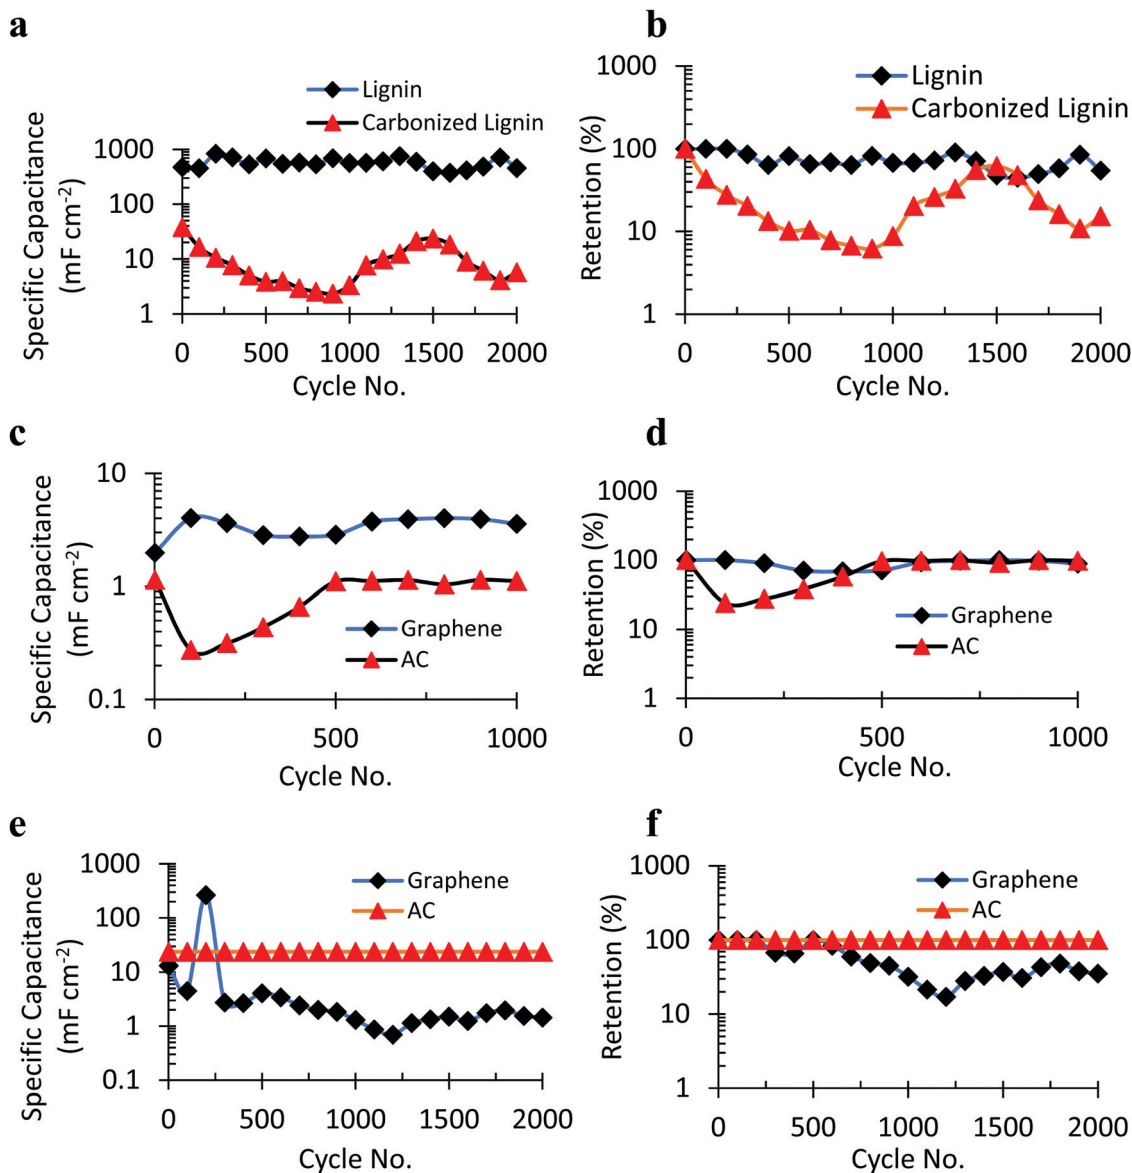 a
Lignin
Carbonized Lignin
Specific Capacitance
(mF cm⁻²)
1000
100
10
1
0 500 1000 1500 2000
Cycle No.
b
Lignin
Carbonized Lignin
Retention (%)
1000
100
10
1
0 500 1000 1500 2000
Cycle No.
c
Specific Capacitance
(mF cm⁻²)
10
1
0.1
Graphene
AC
0 500 1000
Cycle No.
d
Retention (%)
1000
100
10
1
Graphene
AC
0 500 1000
Cycle No.
e
Specific Capacitance
(mF cm⁻²)
1000
100
10
1
0.1
Graphene
AC
0 500 1000 1500 2000
Cycle No.
f
Retention (%)
1000
100
10
1
Graphene
AC
0 500 1000 1500 2000
Cycle No.